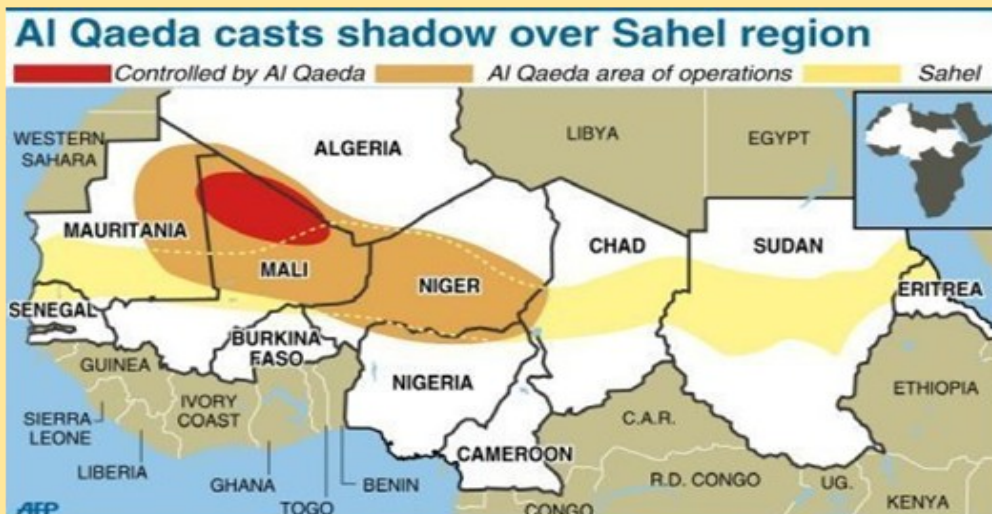 Al Qaeda casts shadow over Sahel region
Controlled by Al Qaeda
Al Qaeda area of operations
Sahel
WESTERN
SAHARA
ALGERIA
LIBYA
EGYPT
MAURITANIA
MALI
NIGER
CHAD
SUDAN
ERITREA
SENEGAL
BURKINA
FASO
GUINEA
NIGERIA
ETHIOPIA
IVORY
COAST
SIERRA
LEONE
C.A.R.
CAMEROON
LIBERIA
GHANA
BENIN
R.D. CONGO
UG.
KENYA
AFP
TOGO
CONGO